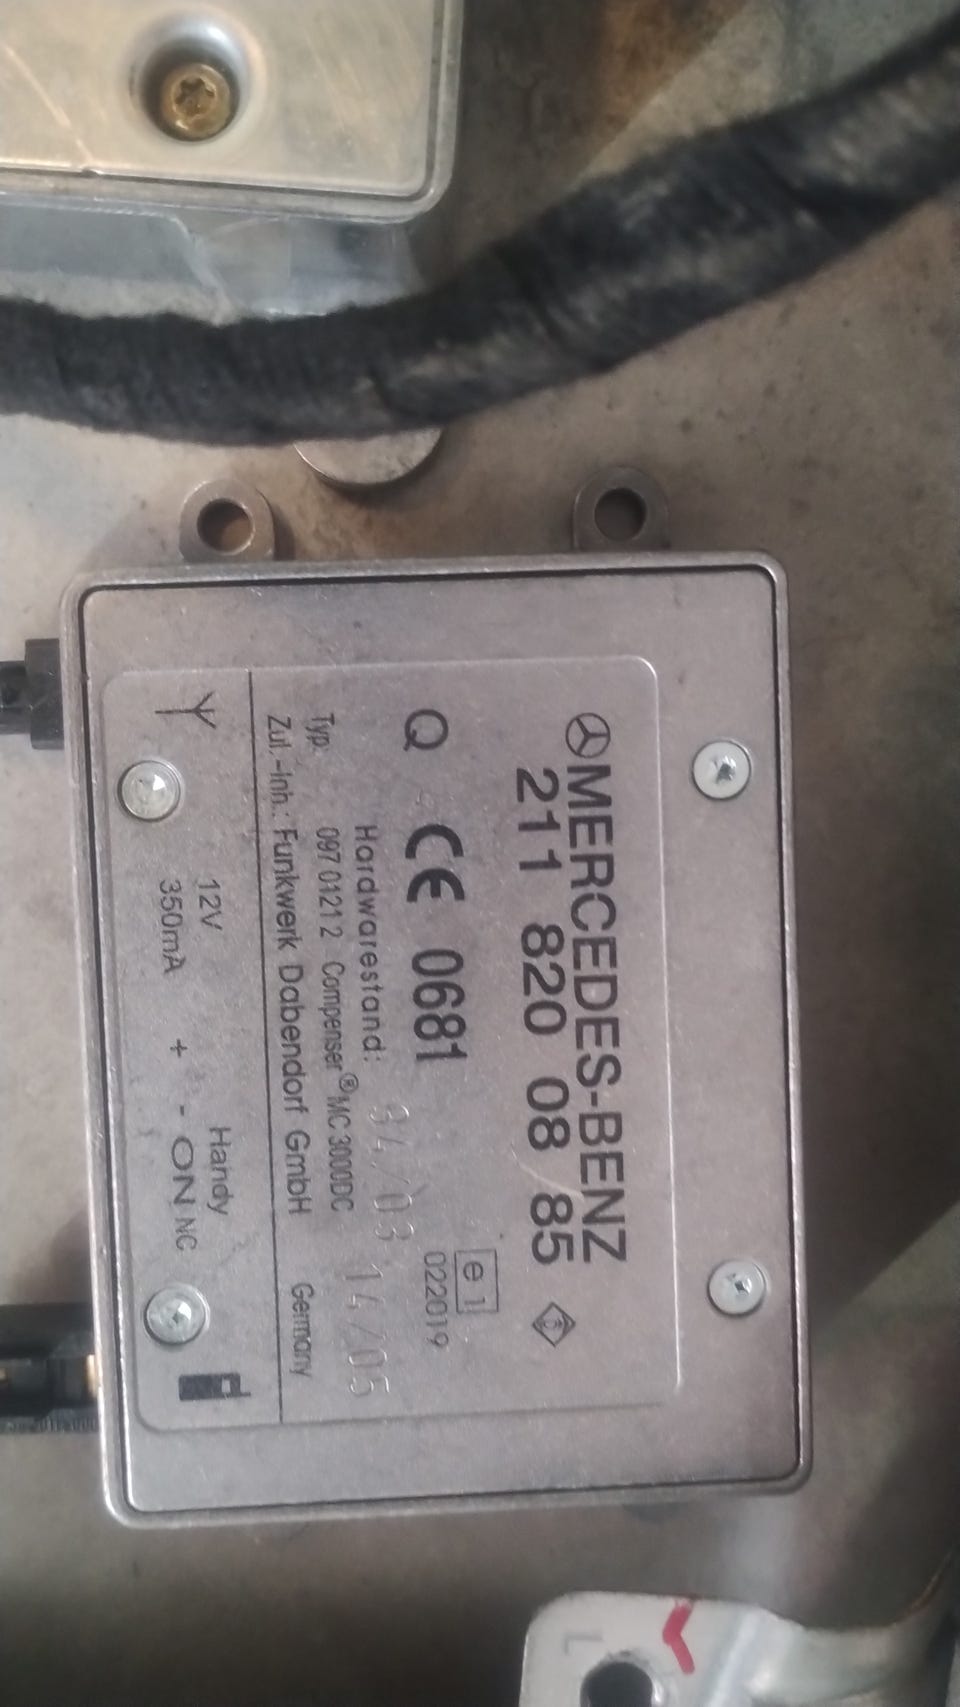 MERCEDES-BENZ
211 820 08 85
Q CE 0681 e1
022019
Hardwarestand: 94/03 14/05
Typ: 097 0121 2 Compenser® MC 3000DC
Zul.-Inh.: Funkwerk Dabendorf GmbH Germany
12V Handy
350mA + - ON NC
L